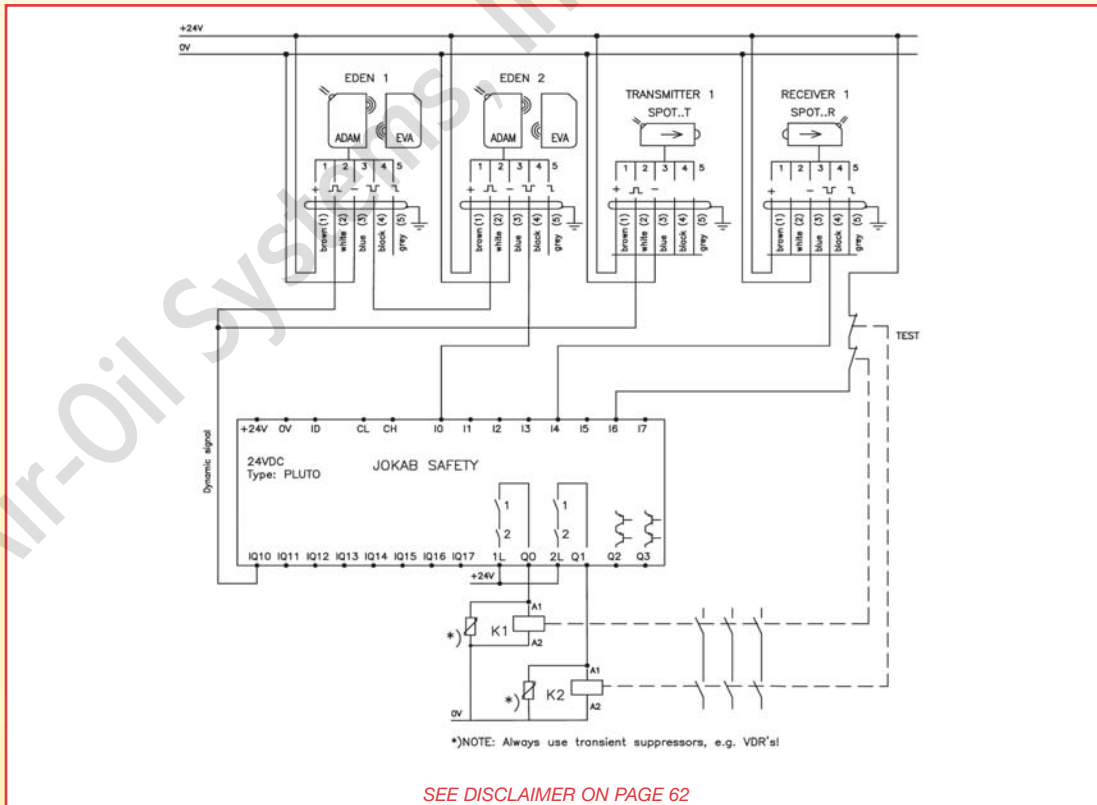 +24V
0V
EDEN 1
EDEN 2
TRANSMITTER 1
SPOT..T
RECEIVER 1
SPOT..R
ADAM
EVA
ADAM
EVA
1 2 3 4 5
1 2 3 4 5
1 2 3 4 5
1 2 3 4 5
+ −
+ −
+ −
+ −
brown (1)
white (2)
blue (3)
black (4)
grey (5)
brown (1)
white (2)
blue (3)
black (4)
grey (5)
brown (1)
white (2)
blue (3)
black (4)
grey (5)
brown (1)
white (2)
blue (3)
black (4)
grey (5)
TEST
Dynamic signal
+24V 0V ID CL CH I0 I1 I2 I3 I4 I5 I6 I7
24VDC
Type: PLUTO
JOKAB SAFETY
1
2
1
2
IQ10 IQ11 IQ12 IQ13 IQ14 IQ15 IQ16 IQ17 1L Q0 2L Q1 Q2 Q3
+24V
A1
*) K1
A2
A1
*) K2
A2
0V
*)NOTE: Always use transient suppressors, e.g. VDR's!
SEE DISCLAIMER ON PAGE 62
Air-Oil Systems, In